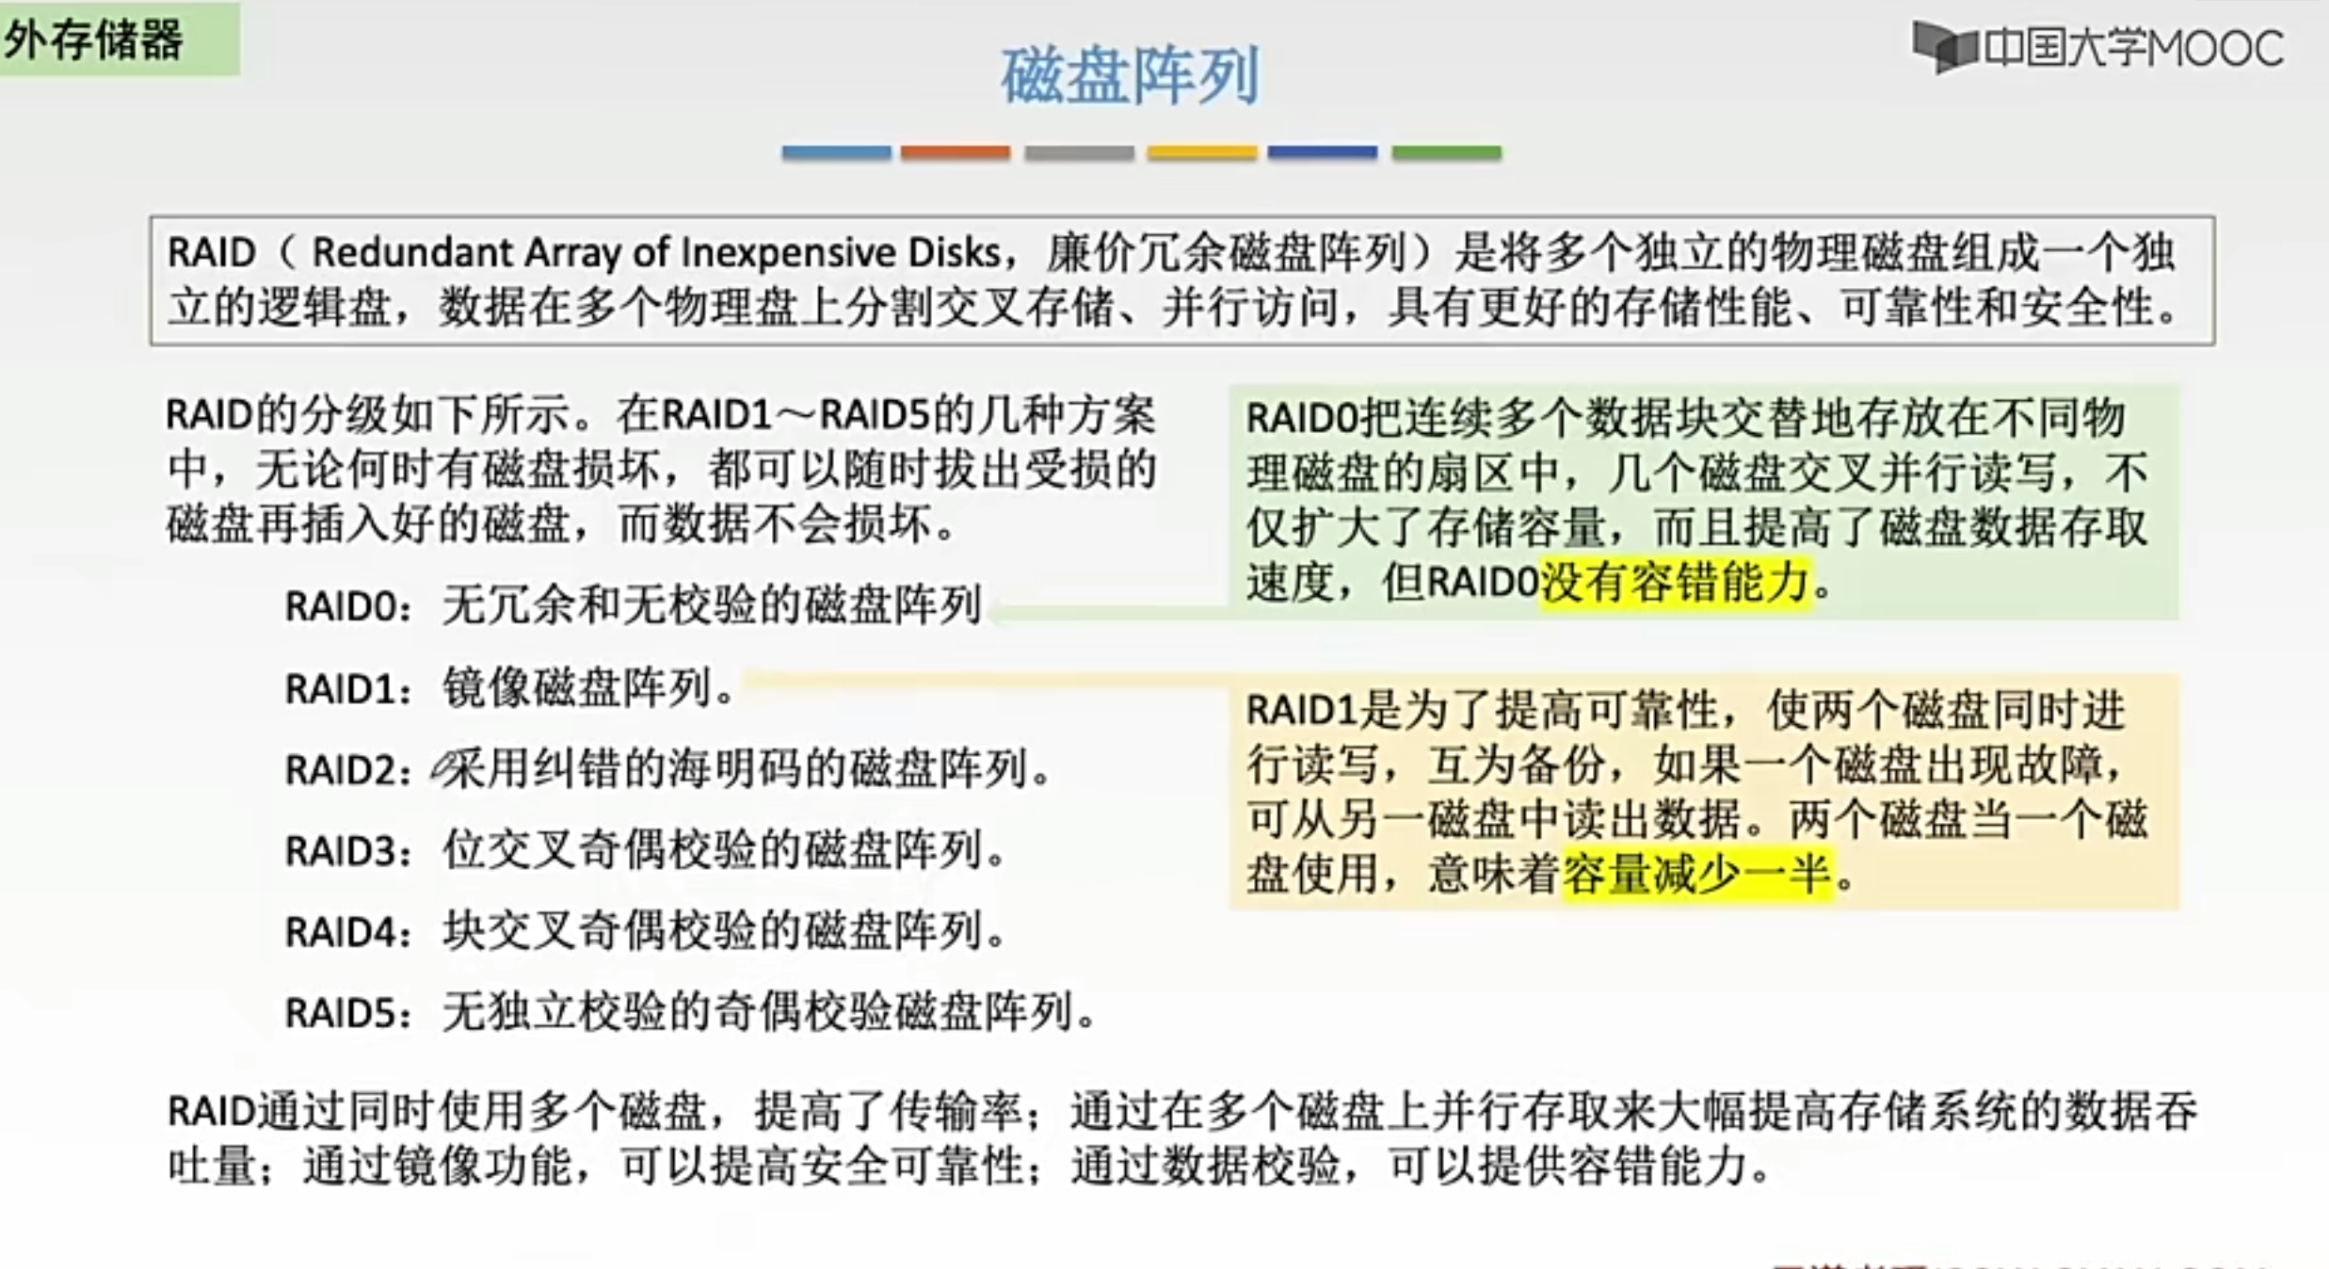 外存储器
中国大学MOOC
磁盘阵列
RAID（ Redundant Array of Inexpensive Disks，廉价冗余磁盘阵列）是将多个独立的物理磁盘组成一个独
立的逻辑盘，数据在多个物理盘上分割交叉存储、并行访问，具有更好的存储性能、可靠性和安全性。
RAID的分级如下所示。在RAID1～RAID5的几种方案
中，无论何时有磁盘损坏，都可以随时拔出受损的
磁盘再插入好的磁盘，而数据不会损坏。
RAID0：无冗余和无校验的磁盘阵列
RAID1：镜像磁盘阵列。
RAID2：采用纠错的海明码的磁盘阵列。
RAID3：位交叉奇偶校验的磁盘阵列。
RAID4：块交叉奇偶校验的磁盘阵列。
RAID5：无独立校验的奇偶校验磁盘阵列。
RAID0把连续多个数据块交替地存放在不同物
理磁盘的扇区中，几个磁盘交叉并行读写，不
仅扩大了存储容量，而且提高了磁盘数据存取
速度，但RAID0没有容错能力。
RAID1是为了提高可靠性，使两个磁盘同时进
行读写，互为备份，如果一个磁盘出现故障，
可从另一磁盘中读出数据。两个磁盘当一个磁
盘使用，意味着容量减少一半。
RAID通过同时使用多个磁盘，提高了传输率；通过在多个磁盘上并行存取来大幅提高存储系统的数据吞
吐量；通过镜像功能，可以提高安全可靠性；通过数据校验，可以提供容错能力。